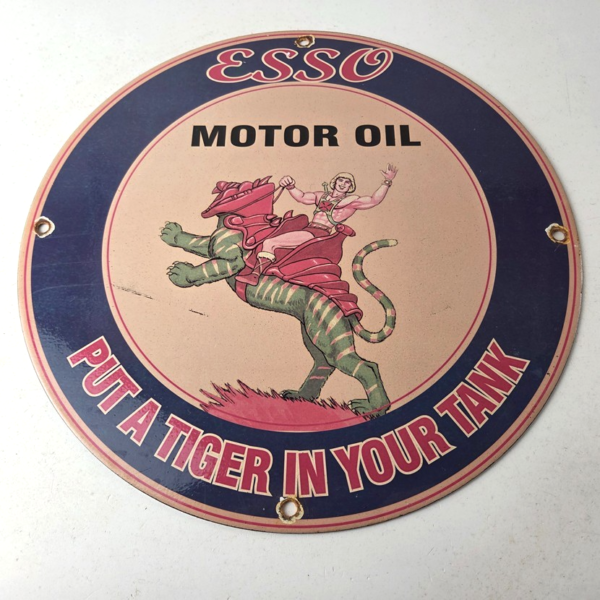 ESSO
MOTOR OIL
PUT A TIGER IN YOUR TANK